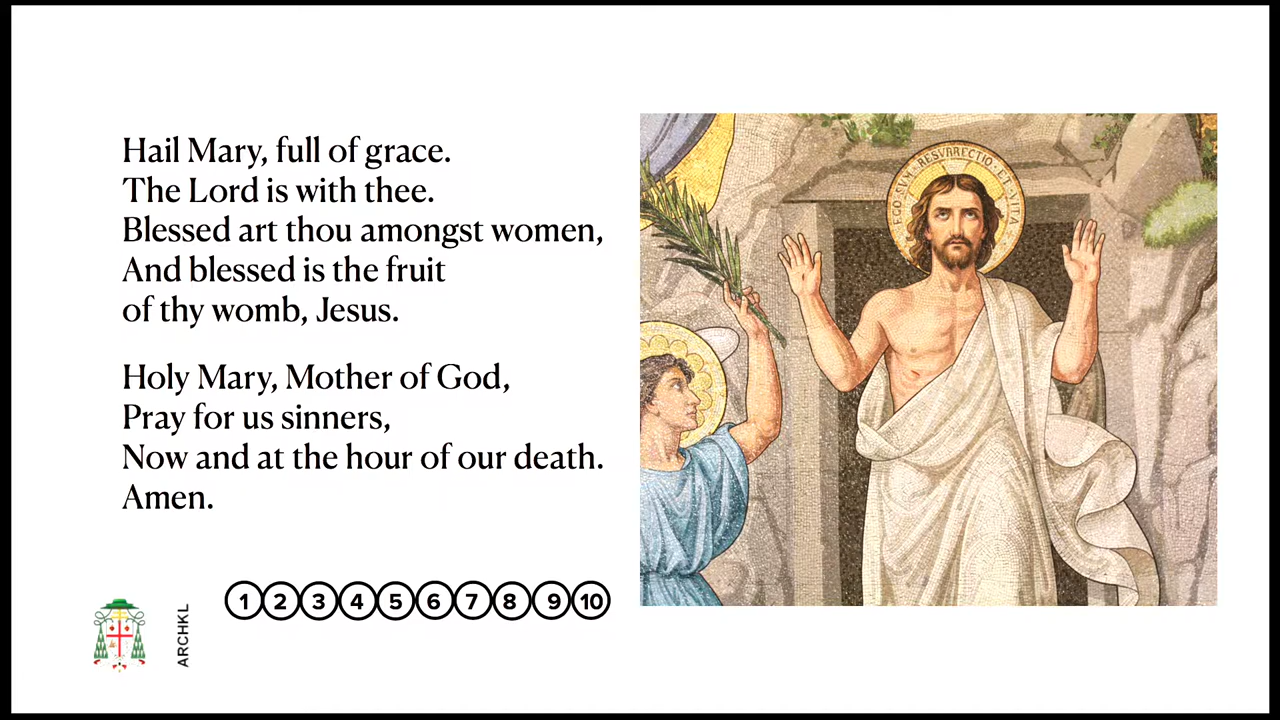 Hail Mary, full of grace.
The Lord is with thee.
Blessed art thou amongst women,
And blessed is the fruit
of thy womb, Jesus.
Holy Mary, Mother of God,
Pray for us sinners,
Now and at the hour of our death.
Amen.
1 2 3 4 5 6 7 8 9 10
ARCHKL
EGO·SVM·RESVRRECTIO·ET·VITA